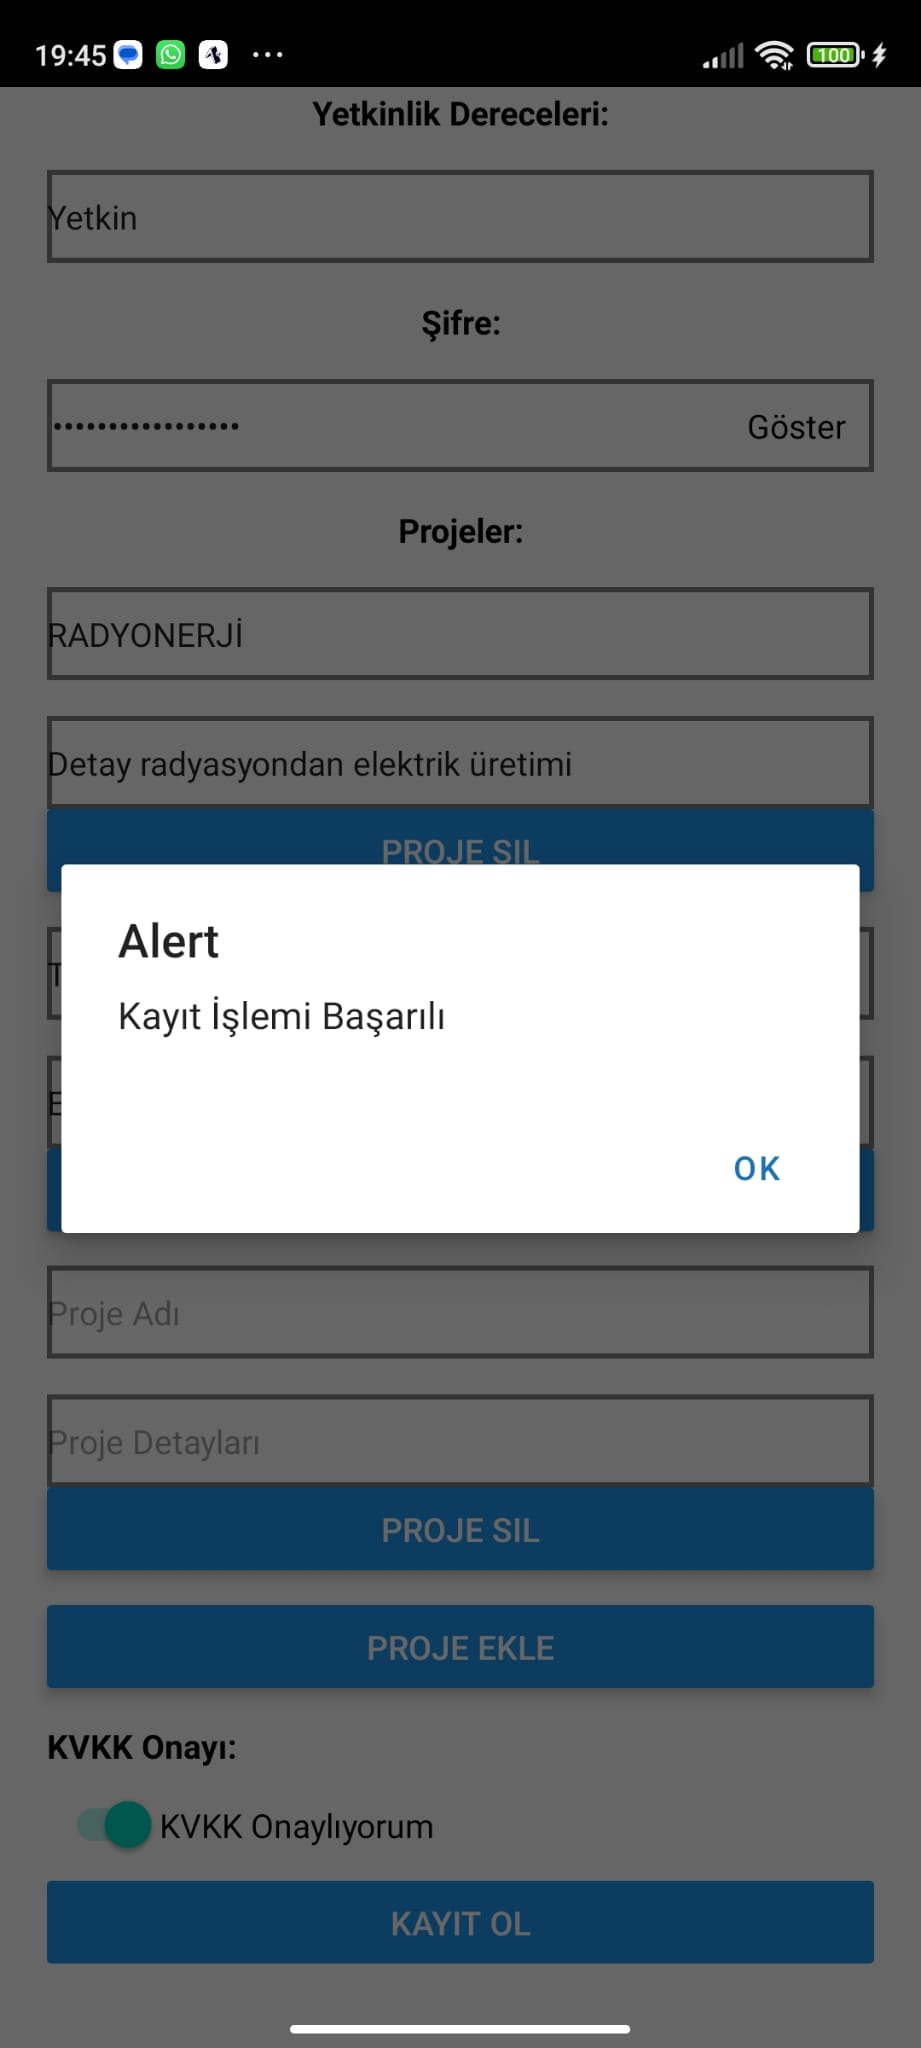 19:45
100
Yetkinlik Dereceleri:
Yetkin
Şifre:
Göster
Projeler:
RADYONERJİ
Detay radyasyondan elektrik üretimi
PROJE SIL
Alert
Kayıt İşlemi Başarılı
OK
Proje Adı
Proje Detayları
PROJE SIL
PROJE EKLE
KVKK Onayı:
KVKK Onaylıyorum
KAYIT OL